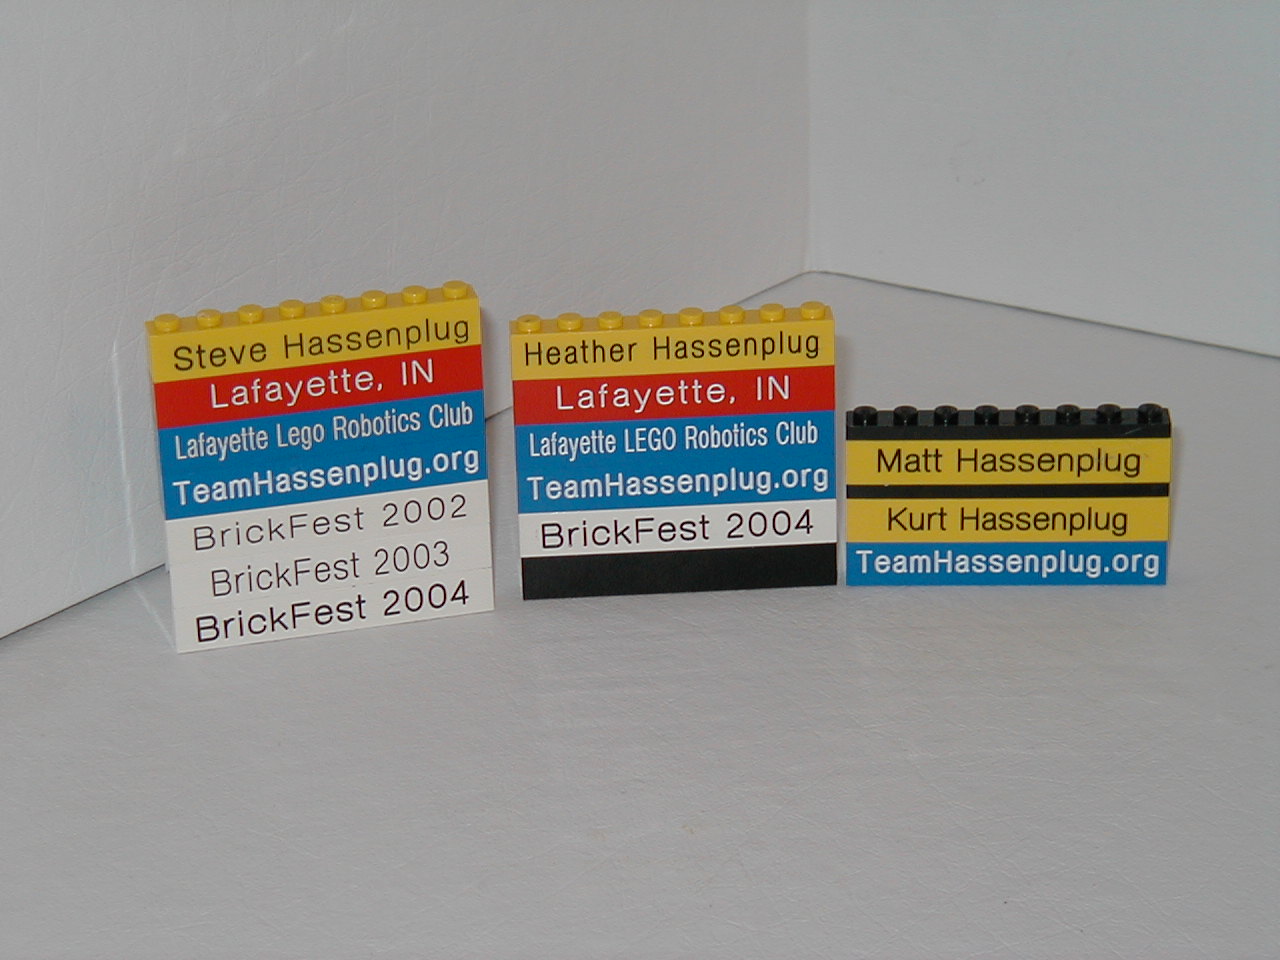 Steve Hassenplug
Lafayette, IN
Lafayette Lego Robotics Club
TeamHassenplug.org
BrickFest 2002
BrickFest 2003
BrickFest 2004
Heather Hassenplug
Lafayette, IN
Lafayette LEGO Robotics Club
TeamHassenplug.org
BrickFest 2004
Matt Hassenplug
Kurt Hassenplug
TeamHassenplug.org